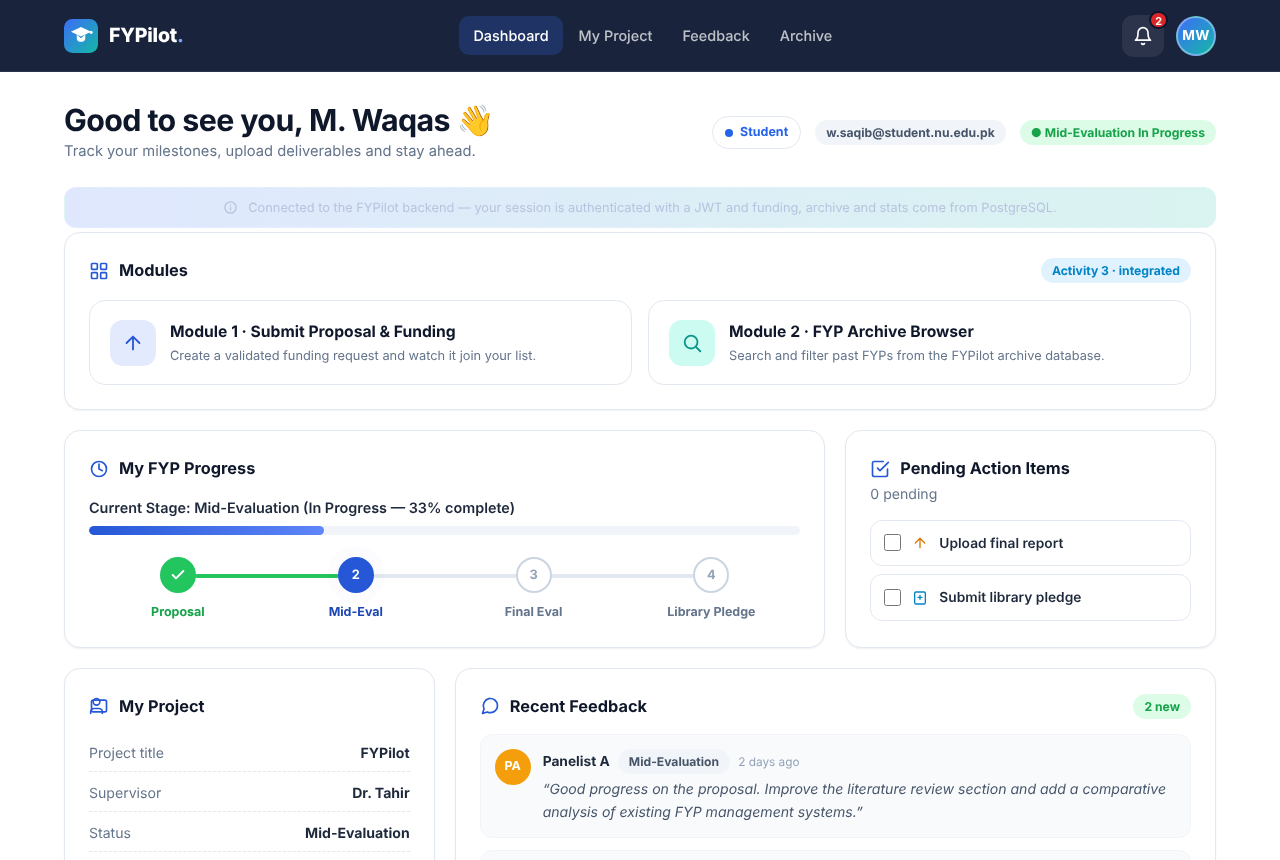 FYPilot.
Dashboard
My Project
Feedback
Archive
2
MW
Good to see you, M. Waqas 👋
Track your milestones, upload deliverables and stay ahead.
Student
w.saqib@student.nu.edu.pk
Mid-Evaluation In Progress
Connected to the FYPilot backend — your session is authenticated with a JWT and funding, archive and stats come from PostgreSQL.
Modules
Activity 3 · integrated
Module 1 · Submit Proposal & Funding
Create a validated funding request and watch it join your list.
Module 2 · FYP Archive Browser
Search and filter past FYPs from the FYPilot archive database.
My FYP Progress
Current Stage: Mid-Evaluation (In Progress — 33% complete)
2
3
4
Proposal
Mid-Eval
Final Eval
Library Pledge
Pending Action Items
0 pending
Upload final report
Submit library pledge
My Project
Project title
FYPilot
Supervisor
Dr. Tahir
Status
Mid-Evaluation
Recent Feedback
2 new
PA
Panelist A
Mid-Evaluation
2 days ago
“Good progress on the proposal. Improve the literature review section and add a comparative
analysis of existing FYP management systems.”